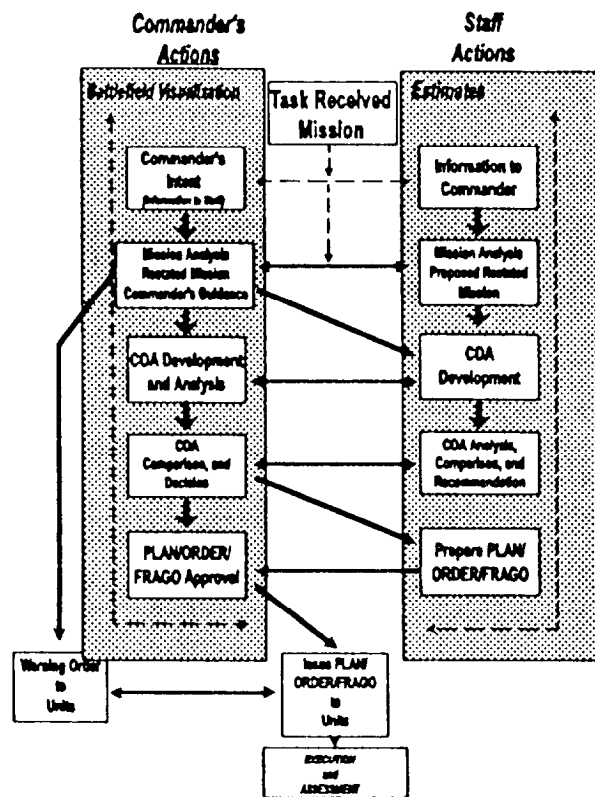 Commander's
Actions
Staff
Actions
Battlefield Visualization
Task Received
Mission
Estimates
Commander's
Intent
(Information to Staff)
Information to
Commander
Mission Analysis
Restated Mission
Commander's Guidance
Mission Analysis
Proposed Restated
Mission
COA Development
and Analysis
COA
Development
COA
Comparison, and
Decision
COA Analysis,
Comparison, and
Recommendation
PLAN/ORDER/
FRAGO Approval
Prepare PLAN/
ORDER/FRAGO
Warning Order
to
Units
Issue PLAN/
ORDER/FRAGO
to
Units
EXECUTION
and
ASSESSMENT